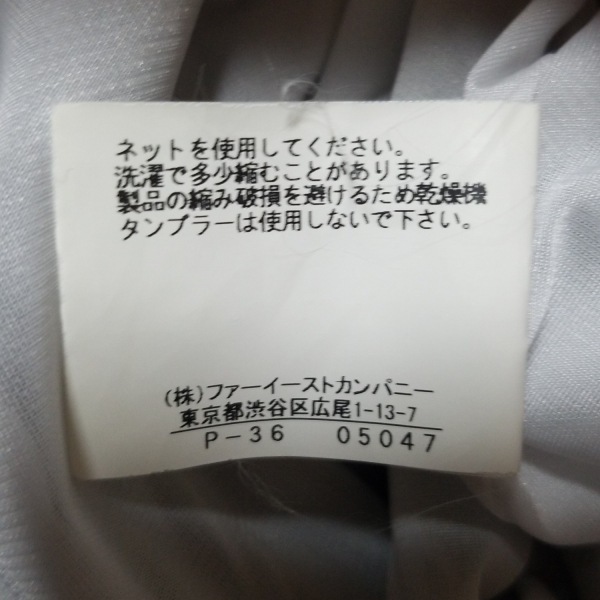 ネットを使用してください。
洗濯で多少縮むことがあります。
製品の縮み破損を避けるため乾燥機
タンブラーは使用しないで下さい。
(株)ファーイーストカンパニー
東京都渋谷区広尾1-13-7
P-36 05047